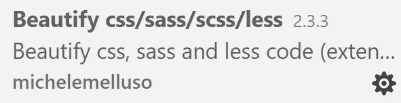 Beautify css/sass/scss/less 2.3.3
Beautify css, sass and less code (exten...
michelemelluso